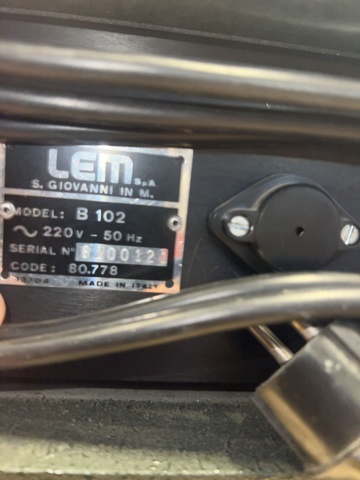 LEM S.p.A.
S. GIOVANNI IN M.
MODEL: B 102
~ 220V - 50 Hz
SERIAL N°
CODE: 80.778
MADE IN ITALY